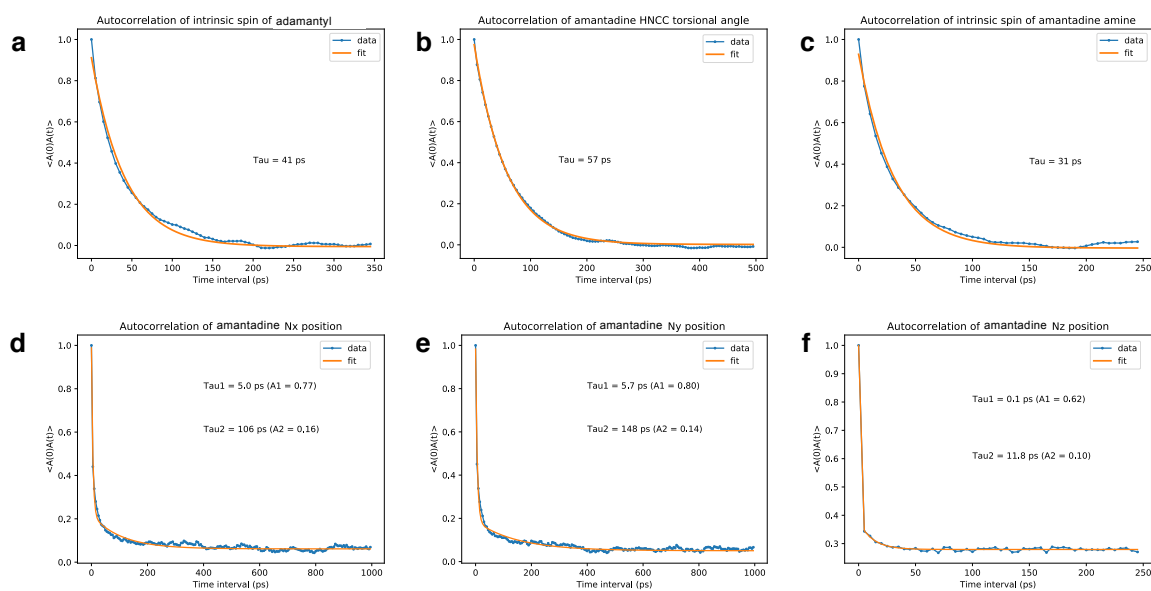 a
Autocorrelation of intrinsic spin of adamantyl
<A(0)A(t)>
1.0
0.8
0.6
0.4
0.2
0.0
data
fit
Tau = 41 ps
0 50 100 150 200 250 300 350
Time interval (ps)
b
Autocorrelation of amantadine HNCC torsional angle
<A(0)A(t)>
1.0
0.8
0.6
0.4
0.2
0.0
data
fit
Tau = 57 ps
0 100 200 300 400 500
Time interval (ps)
c
Autocorrelation of intrinsic spin of amantadine amine
<A(0)A(t)>
1.0
0.8
0.6
0.4
0.2
0.0
data
fit
Tau = 31 ps
0 50 100 150 200 250
Time interval (ps)
d
Autocorrelation of amantadine Nx position
<A(0)A(t)>
1.0
0.8
0.6
0.4
0.2
0.0
data
fit
Tau1 = 5.0 ps (A1 = 0.77)
Tau2 = 106 ps (A2 = 0.16)
0 200 400 600 800 1000
Time interval (ps)
e
Autocorrelation of amantadine Ny position
<A(0)A(t)>
1.0
0.8
0.6
0.4
0.2
0.0
data
fit
Tau1 = 5.7 ps (A1 = 0.80)
Tau2 = 148 ps (A2 = 0.14)
0 200 400 600 800 1000
Time interval (ps)
f
Autocorrelation of amantadine Nz position
<A(0)A(t)>
1.0
0.9
0.8
0.7
0.6
0.5
0.4
0.3
data
fit
Tau1 = 0.1 ps (A1 = 0.62)
Tau2 = 11.8 ps (A2 = 0.10)
0 50 100 150 200 250
Time interval (ps)